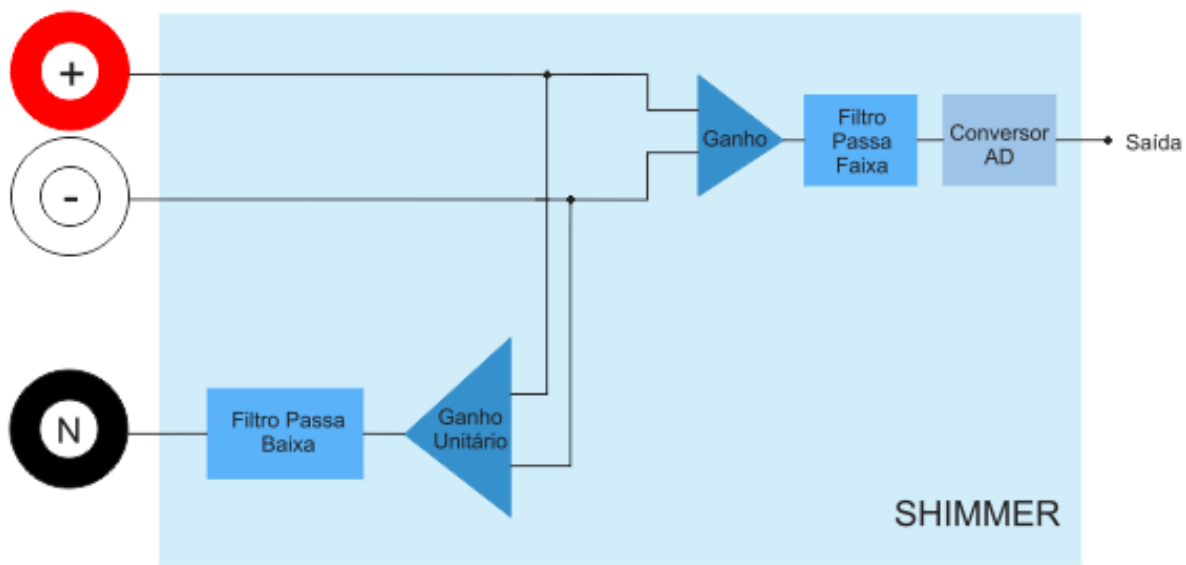 +
-
N
Ganho
Filtro
Passa
Faixa
Conversor
AD
Saída
Filtro Passa
Baixa
Ganho
Unitário
SHIMMER